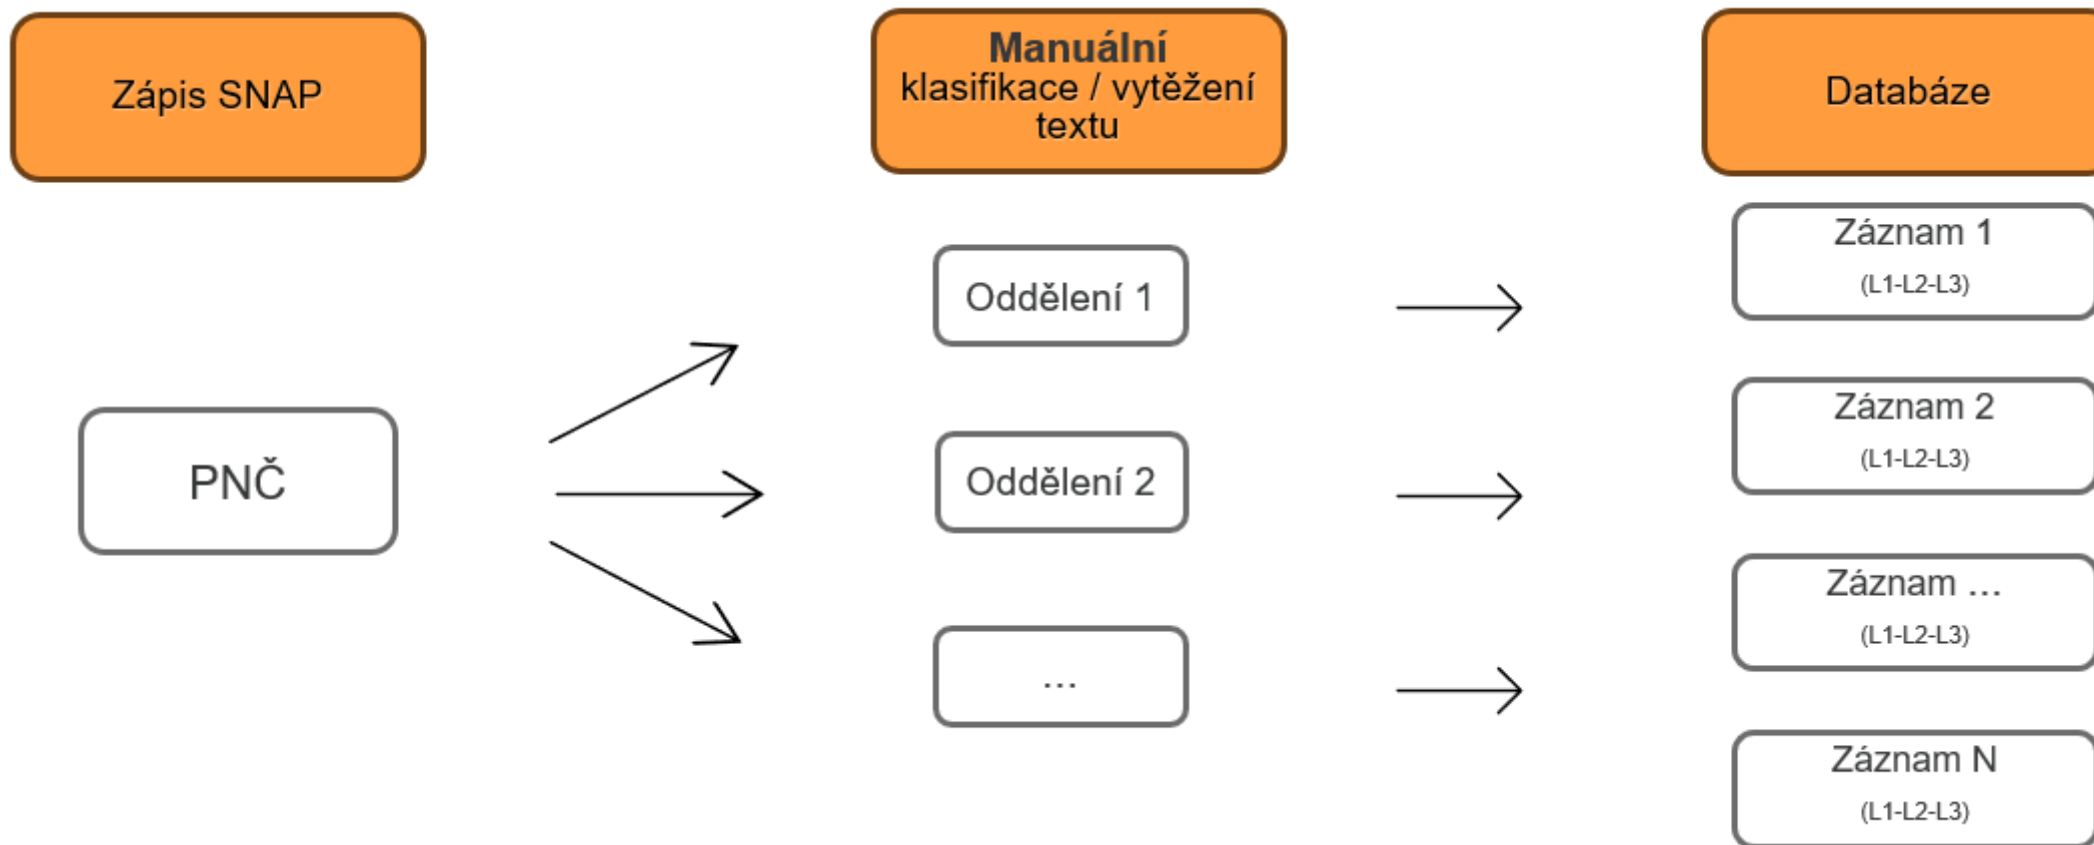 Zápis SNAP
Manuální
klasifikace / vytěžení
textu
Databáze
PNČ
Oddělení 1
Oddělení 2
...
Záznam 1
(L1-L2-L3)
Záznam 2
(L1-L2-L3)
Záznam ...
(L1-L2-L3)
Záznam N
(L1-L2-L3)